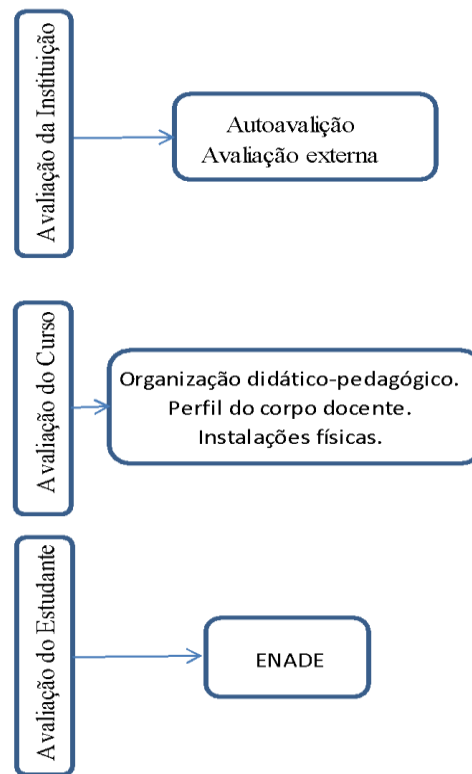 Avaliação da Instituição
Autoavalição
Avaliação externa
Avaliação do Curso
Organização didático-pedagógico.
Perfil do corpo docente.
Instalações físicas.
Avaliação do Estudante
ENADE